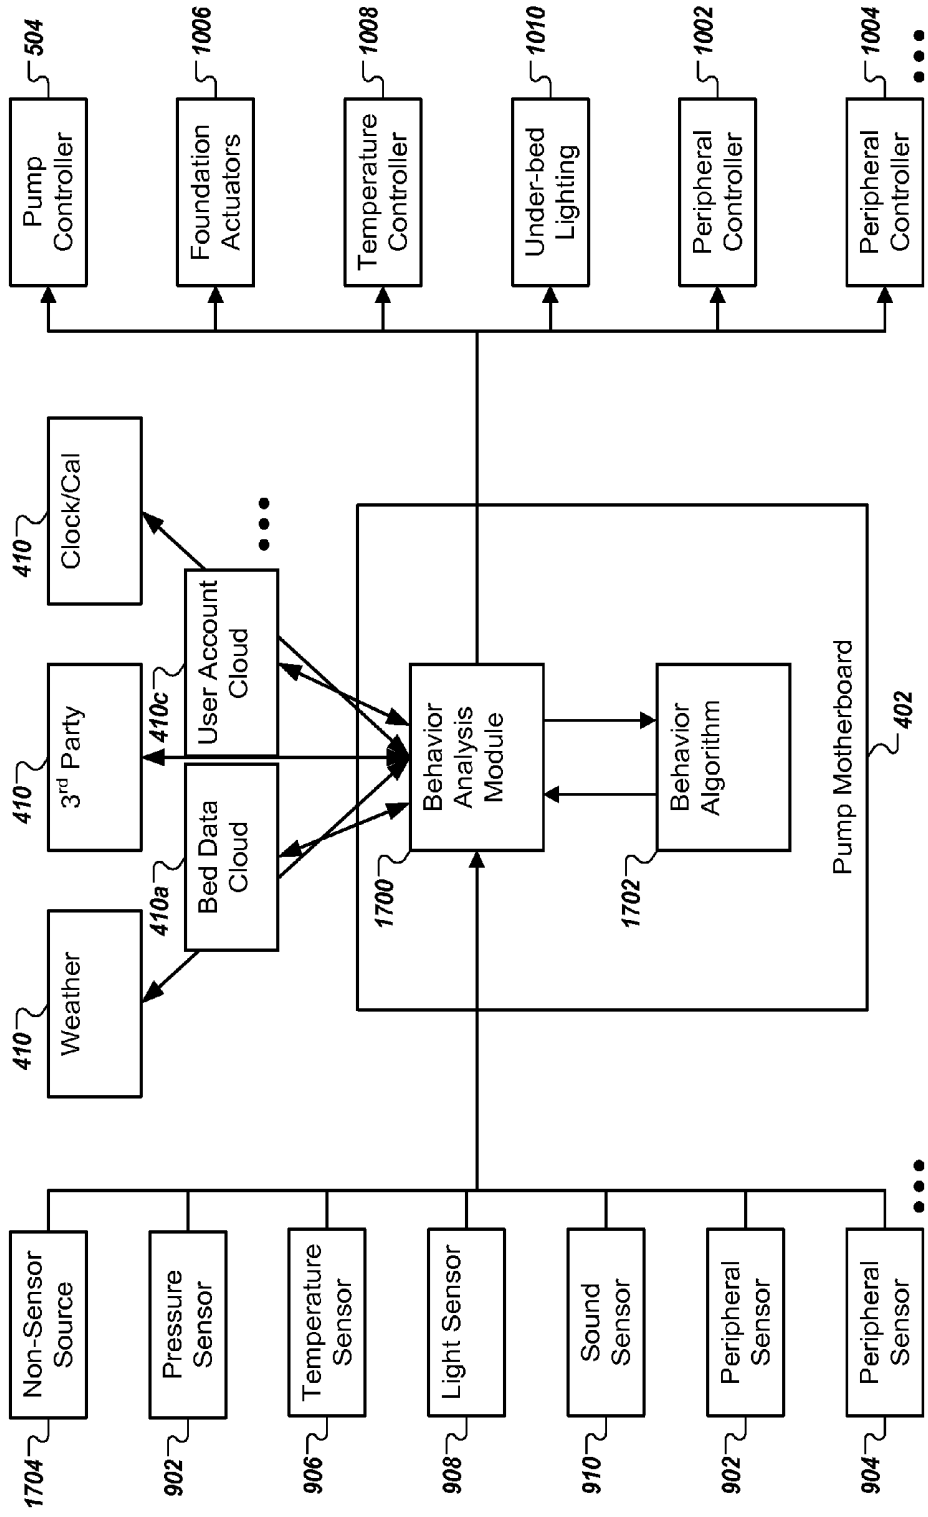 1704
Non-Sensor
Source
902
Pressure
Sensor
906
Temperature
Sensor
908
Light Sensor
910
Sound
Sensor
902
Peripheral
Sensor
904
Peripheral
Sensor
410
Weather
410
3rd Party
410
Clock/Cal
410a
Bed Data
Cloud
410c
User Account
Cloud
1700
Behavior
Analysis
Module
1702
Behavior
Algorithm
Pump Motherboard
402
Pump
Controller
504
Foundation
Actuators
1006
Temperature
Controller
1008
Under-bed
Lighting
1010
Peripheral
Controller
1002
Peripheral
Controller
1004